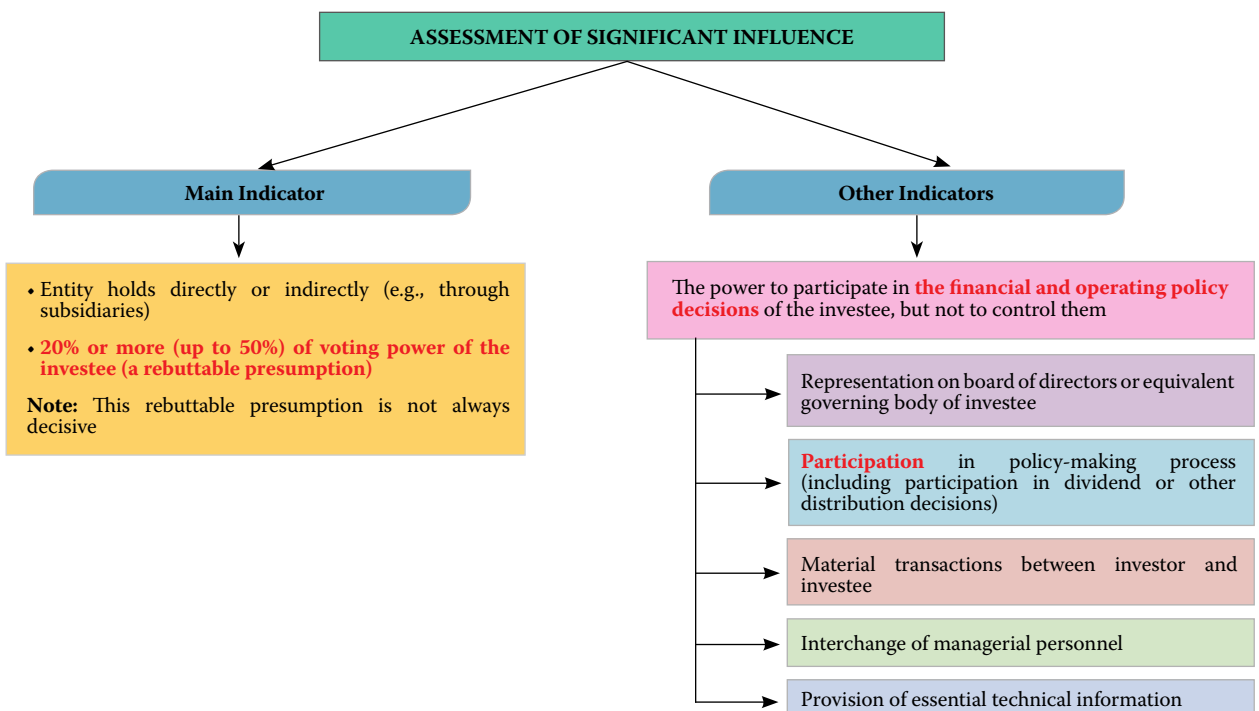 ASSESSMENT OF SIGNIFICANT INFLUENCE
Main Indicator
• Entity holds directly or indirectly (e.g., through
subsidiaries)
• 20% or more (up to 50%) of voting power of the
investee (a rebuttable presumption)
Note: This rebuttable presumption is not always
decisive
Other Indicators
The power to participate in the financial and operating policy
decisions of the investee, but not to control them
Representation on board of directors or equivalent
governing body of investee
Participation in policy-making process
(including participation in dividend or other
distribution decisions)
Material transactions between investor and
investee
Interchange of managerial personnel
Provision of essential technical information